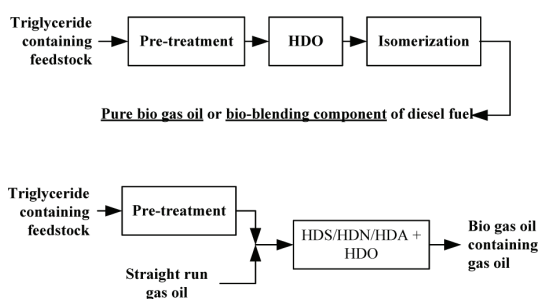 Triglyceride
containing
feedstock
Pre-treatment
HDO
Isomerization
Pure bio gas oil or bio-blending component of diesel fuel
Triglyceride
containing
feedstock
Pre-treatment
Straight run
gas oil
HDS/HDN/HDA +
HDO
Bio gas oil
containing
gas oil